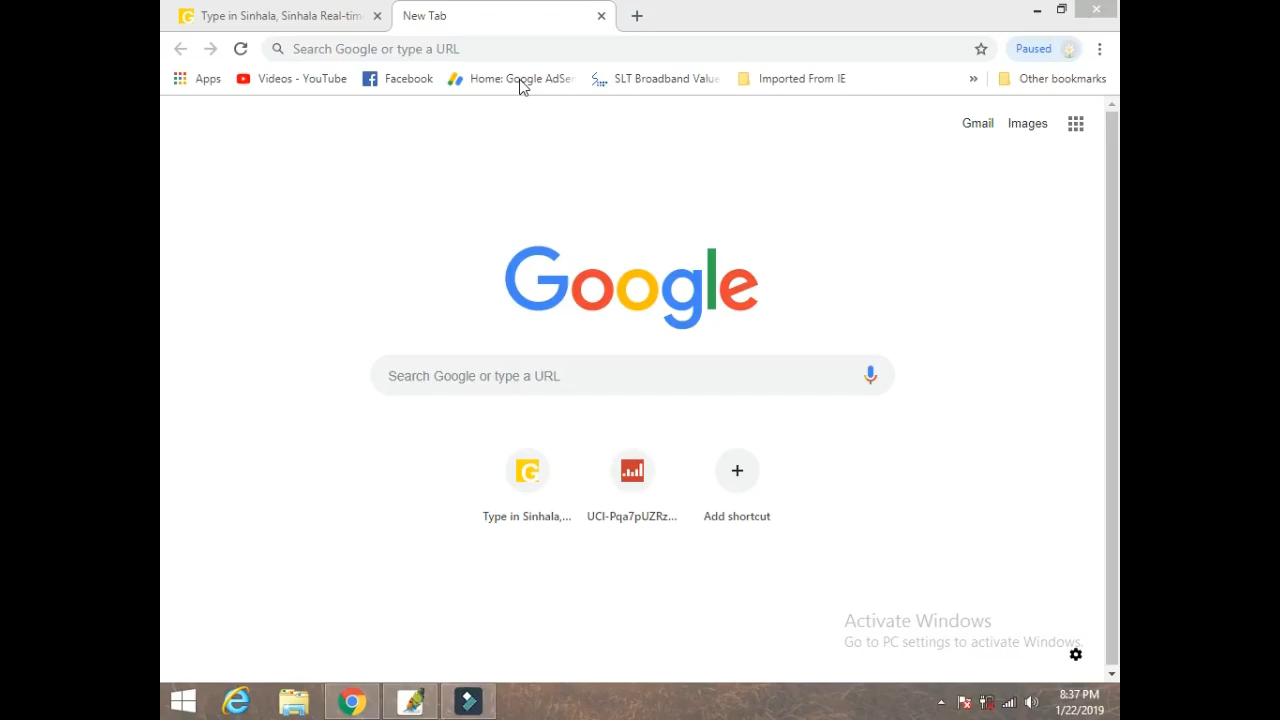 Type in Sinhala, Sinhala Real-tim
New Tab
Search Google or type a URL
Paused
Apps
Videos - YouTube
Facebook
Home: Google AdSen
SLT Broadband Value
Imported From IE
»
Other bookmarks
Gmail
Images
Google
Search Google or type a URL
Type in Sinhala,...
UCI-Pqa7pUZRz...
Add shortcut
Activate Windows
Go to PC settings to activate Windows.
8:37 PM
1/22/2019